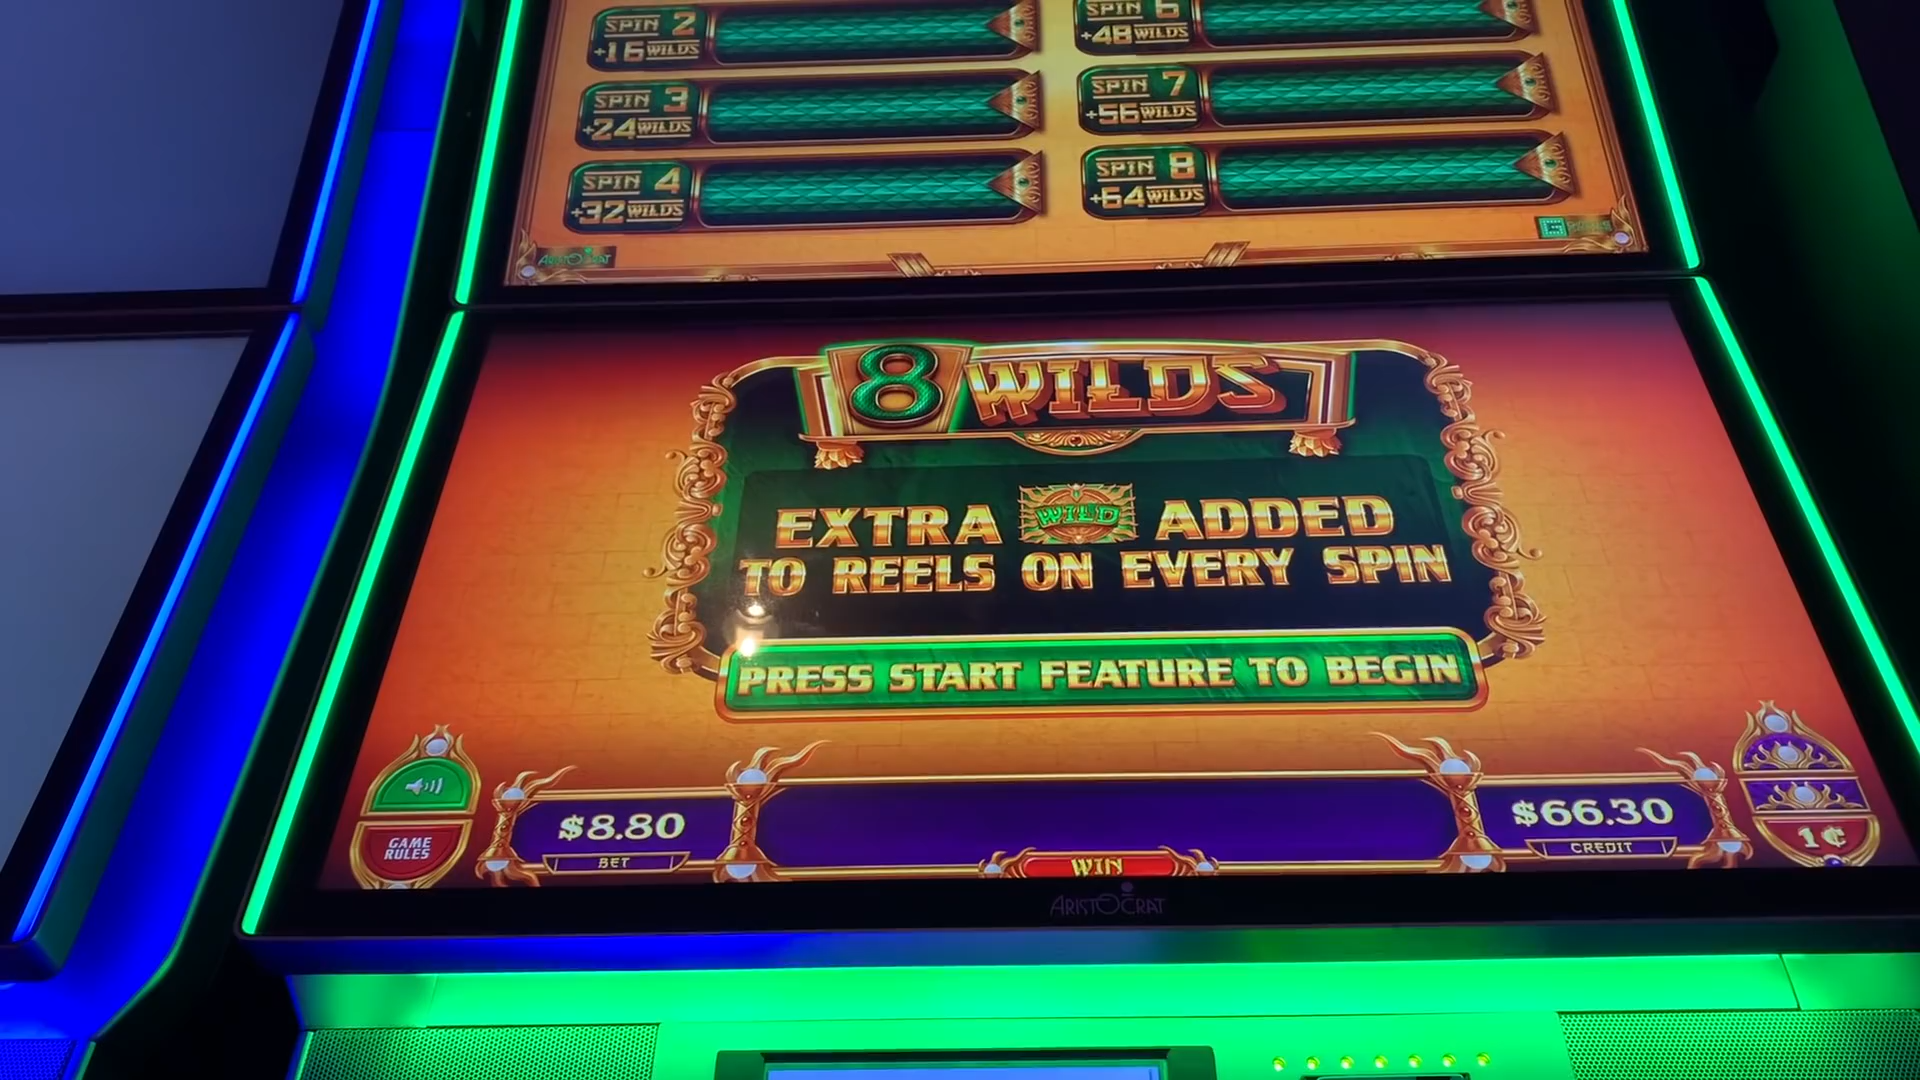 SPIN 2
+16 WILDS
SPIN 3
+24 WILDS
SPIN 4
+32 WILDS
SPIN 6
+48 WILDS
SPIN 7
+56 WILDS
SPIN 8
+64 WILDS
ARISTOCRAT
8 WILDS
EXTRA WILD ADDED
TO REELS ON EVERY SPIN
PRESS START FEATURE TO BEGIN
GAME
RULES
$8.80
BET
WIN
$66.30
CREDIT
1¢
ARISTOCRAT